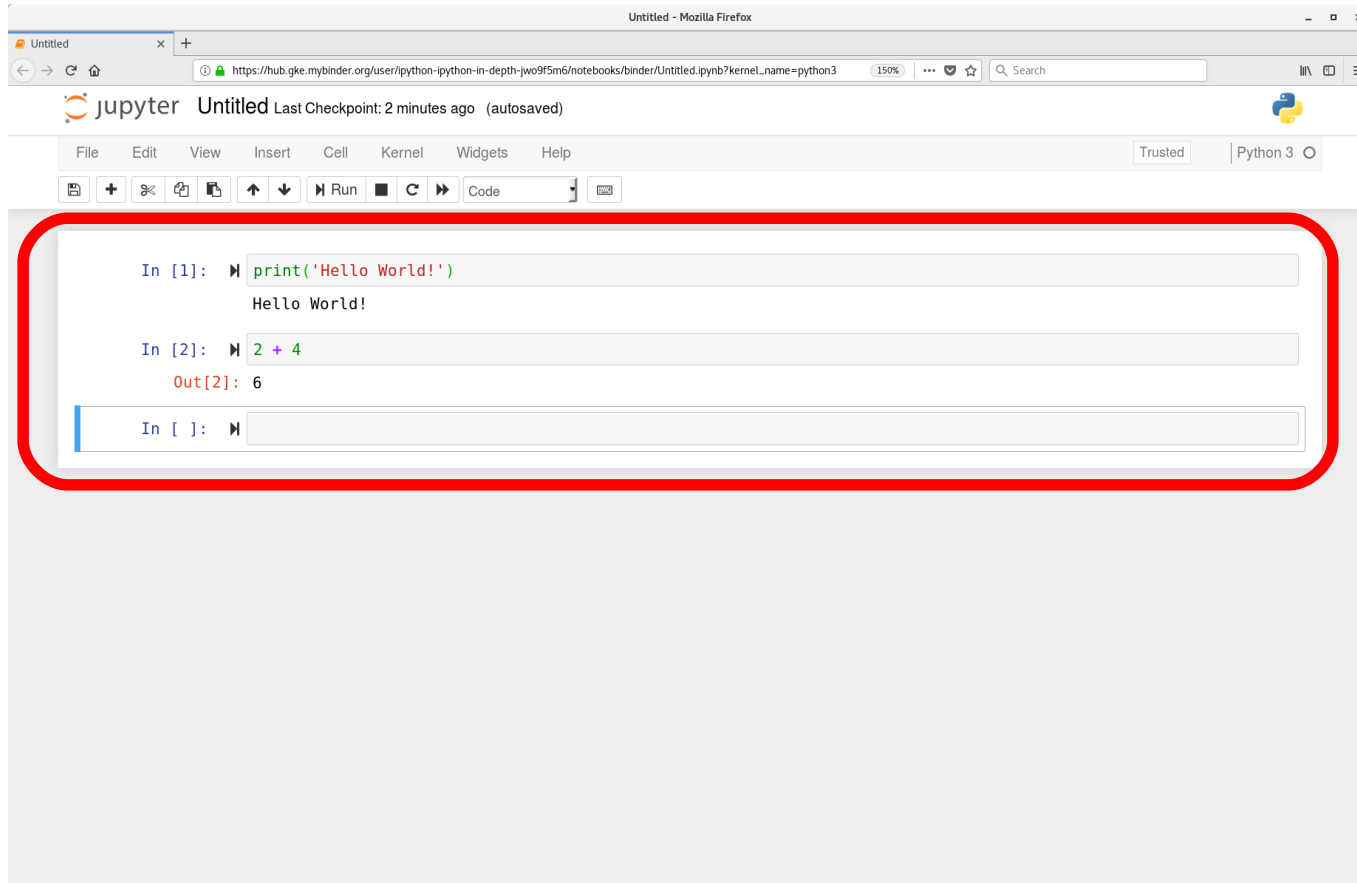 Untitled - Mozilla Firefox
Untitled
https://hub.gke.mybinder.org/user/ipython-ipython-in-depth-jwo9f5m6/notebooks/binder/Untitled.ipynb?kernel_name=python3 150% Search
jupyter Untitled Last Checkpoint: 2 minutes ago (autosaved)
File Edit View Insert Cell Kernel Widgets Help Trusted Python 3
Run Code
In [1]: print('Hello World!')
Hello World!
In [2]: 2 + 4
Out[2]: 6
In [ ]: